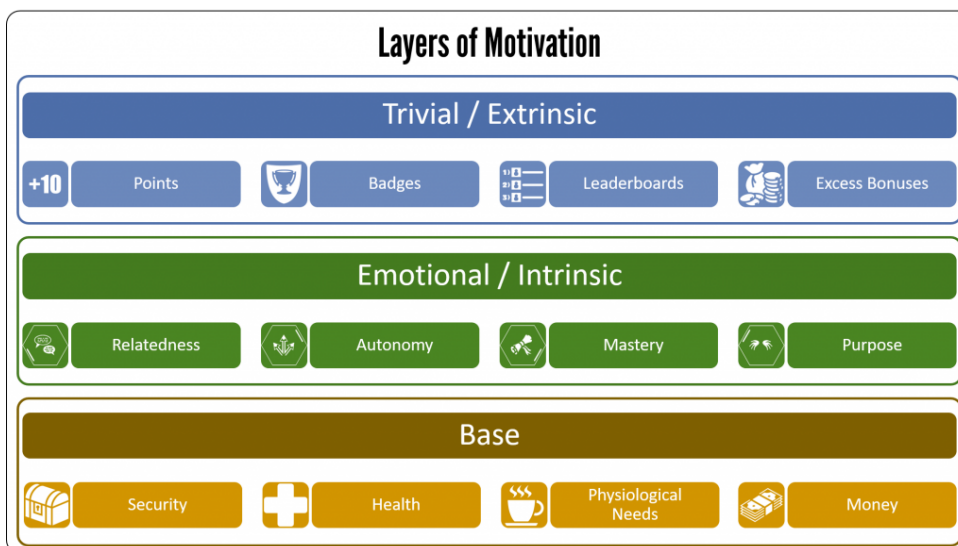 Layers of Motivation
Trivial / Extrinsic
+10
Points
Badges
Leaderboards
Excess Bonuses
Emotional / Intrinsic
Relatedness
Autonomy
Mastery
Purpose
Base
Security
Health
Physiological
Needs
Money